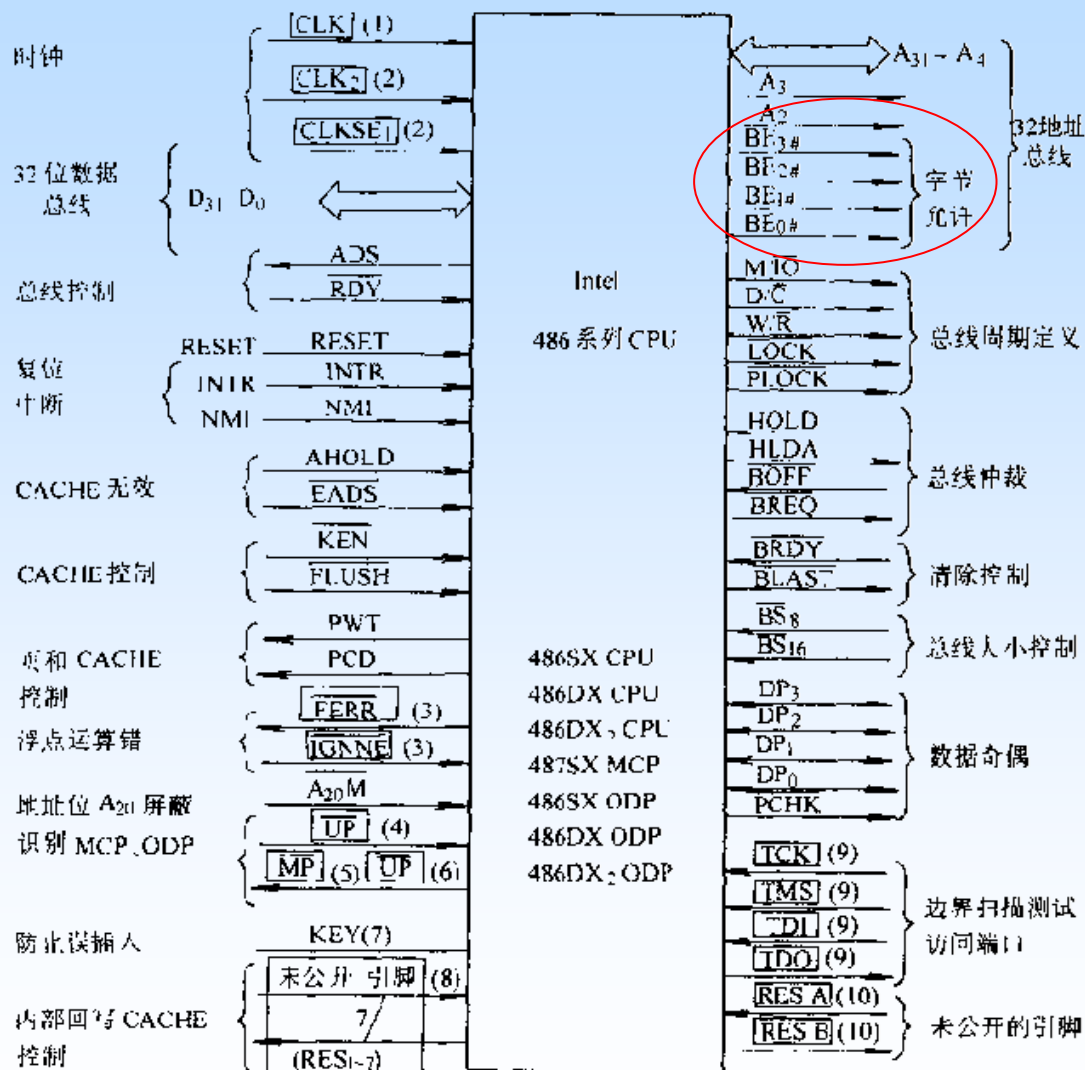 时钟
CLK (1)
CLK2 (2)
CLKSE1 (2)
32 位数据
总线
D31 D0
总线控制
ADS
RDY
复位
中断
RESET RESET
INTR INTR
NMI NMI
CACHE 无效
AHOLD
EADS
CACHE 控制
KEN
FLUSH
页和 CACHE
控制
PWT
PCD
浮点运算错
FERR (3)
IGNNE (3)
地址位 A20 屏蔽
A20M
识别 MCP、ODP
UP (4)
MP (5) UP (6)
防止误插入
KEY(7)
内部回写 CACHE
控制
未公开 引脚 (8)
7
(RES1~7)
Intel
486 系列 CPU
486SX CPU
486DX CPU
486DX2 CPU
487SX MCP
486SX ODP
486DX ODP
486DX2 ODP
A31 ~ A4
A3
A2
BE3#
BE2#
BE1#
BE0#
字节
允许
32地址
总线
M/IO
D/C
W/R
LOCK
PLOCK
总线周期定义
HOLD
HLDA
BOFF
BREQ
总线仲裁
BRDY
BLAST
清除控制
BS8
BS16
总线大小控制
DP3
DP2
DP1
DP0
PCHK
数据奇偶
TCK (9)
TMS (9)
TDI (9)
TDO (9)
边界扫描测试
访问端口
RES A (10)
RES B (10)
未公开的引脚